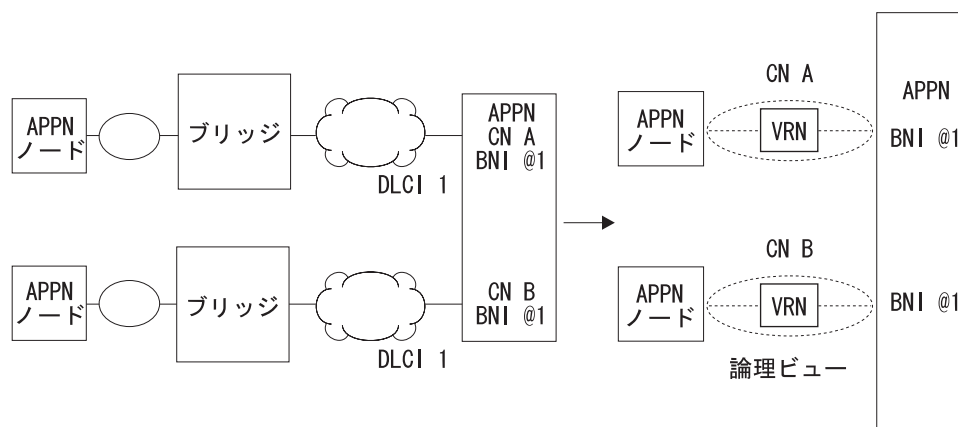 APPN
ノード
ブリッジ
DLCI 1
APPN
CN A
BNI @1
APPN
ノード
ブリッジ
DLCI 1
CN B
BNI @1
CN A
APPN
ノード
VRN
APPN
BNI @1
CN B
APPN
ノード
VRN
BNI @1
論理ビュー